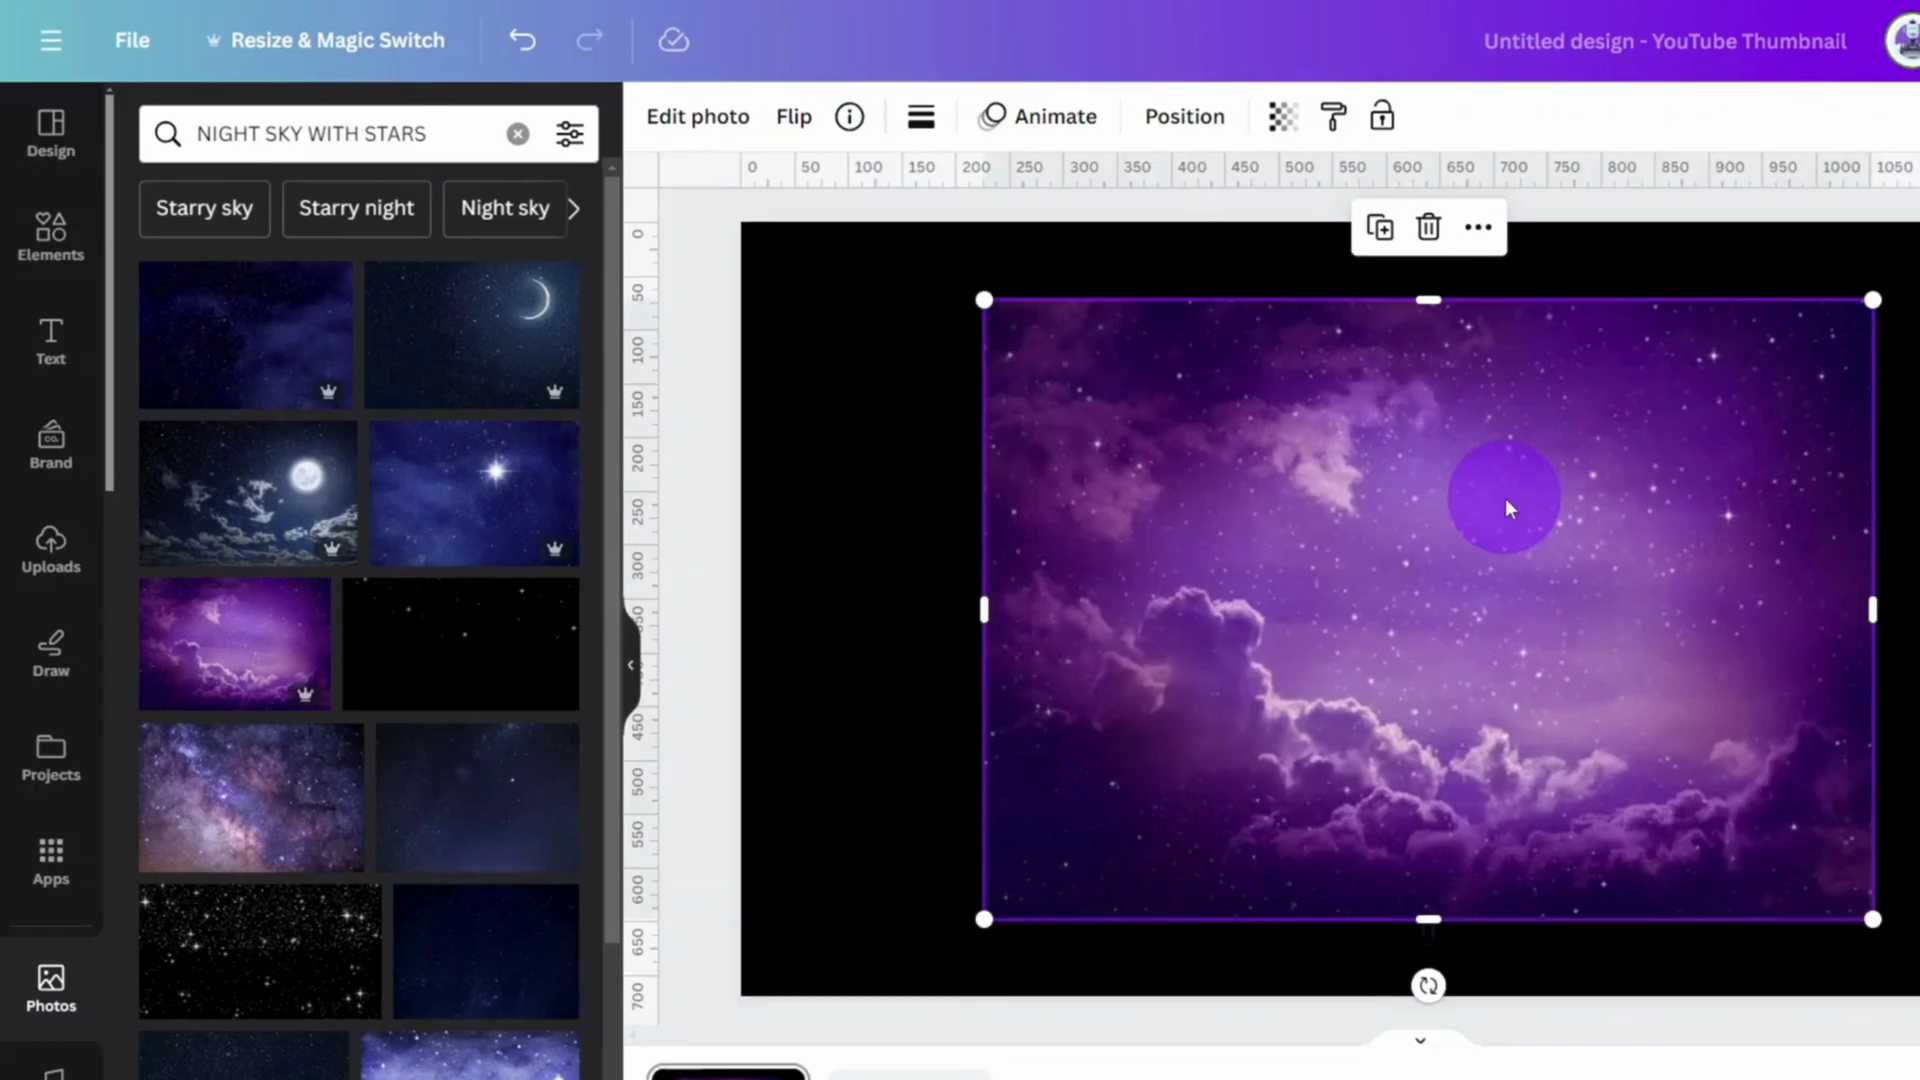 File
Resize & Magic Switch
Untitled design - YouTube Thumbnail
Design
Elements
Text
CO.
Brand
Uploads
Draw
Projects
Apps
Photos
NIGHT SKY WITH STARS
Starry sky
Starry night
Night sky
Edit photo
Flip
Animate
Position
0 50 100 150 200 250 300 350 400 450 500 550 600 650 700 750 800 850 900 950 1000 1050
0
50
100
150
200
250
300
450
500
550
600
650
700